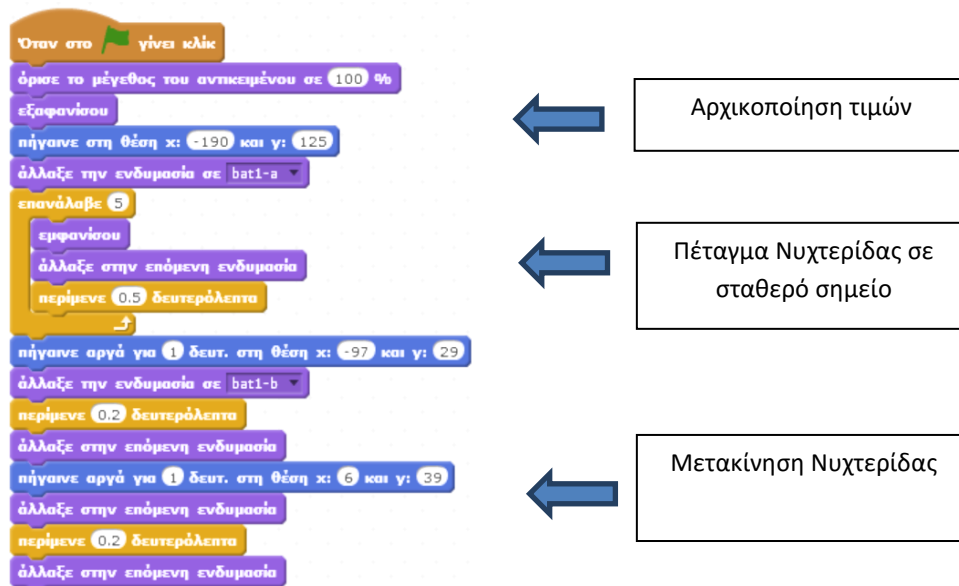 Όταν στο γίνει κλίκ
όρισε το μέγεθος του αντικειμένου σε 100 %
εξαφανίσου
πήγαινε στη θέση x: -190 και y: 125
άλλαξε την ενδυμασία σε bat1-a
επανάλαβε 5
εμφανίσου
άλλαξε στην επόμενη ενδυμασία
περίμενε 0.5 δευτερόλεπτα
πήγαινε αργά για 1 δευτ. στη θέση x: -97 και y: 29
άλλαξε την ενδυμασία σε bat1-b
περίμενε 0.2 δευτερόλεπτα
άλλαξε στην επόμενη ενδυμασία
πήγαινε αργά για 1 δευτ. στη θέση x: 6 και y: 39
άλλαξε στην επόμενη ενδυμασία
περίμενε 0.2 δευτερόλεπτα
άλλαξε στην επόμενη ενδυμασία
Αρχικοποίηση τιμών
Πέταγμα Νυχτερίδας σε
σταθερό σημείο
Μετακίνηση Νυχτερίδας